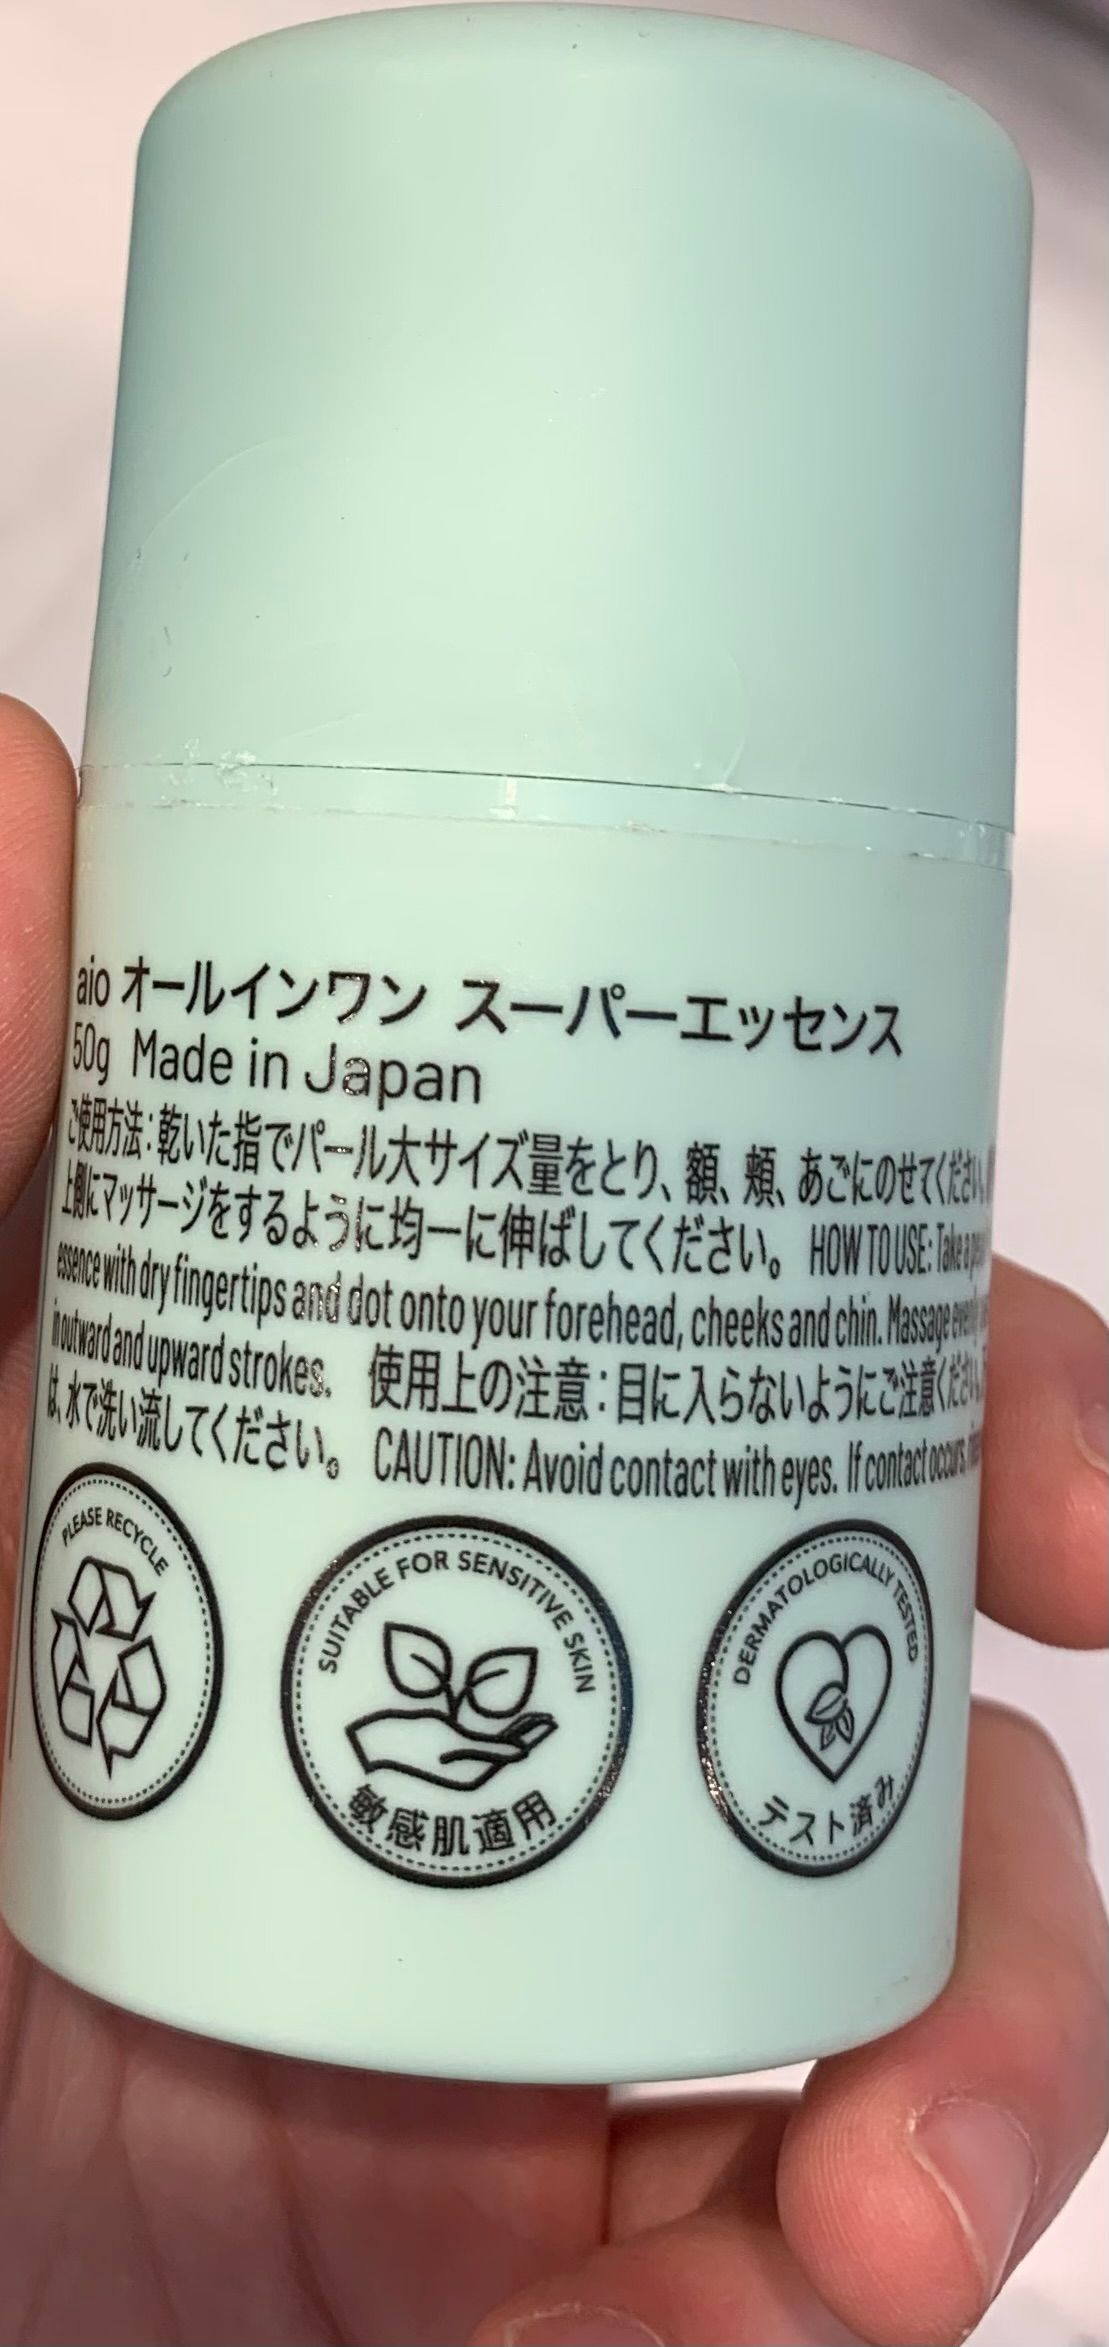 aio オールインワン スーパーエッセンス
50g Made in Japan
ご使用方法：乾いた指でパール大サイズ量をとり、額、頬、あごにのせてください。
上側にマッサージをするように均一に伸ばしてください。 HOW TO USE: Take a
essence with dry fingertips and dot onto your forehead, cheeks and chin. Massage evenly
in outward and upward strokes. 使用上の注意：目に入らないようにご注意ください。
は、水で洗い流してください。 CAUTION: Avoid contact with eyes. If contact occurs,
PLEASE RECYCLE
SUITABLE FOR SENSITIVE SKIN
敏感肌適用
DERMATOLOGICALLY TESTED
テスト済み